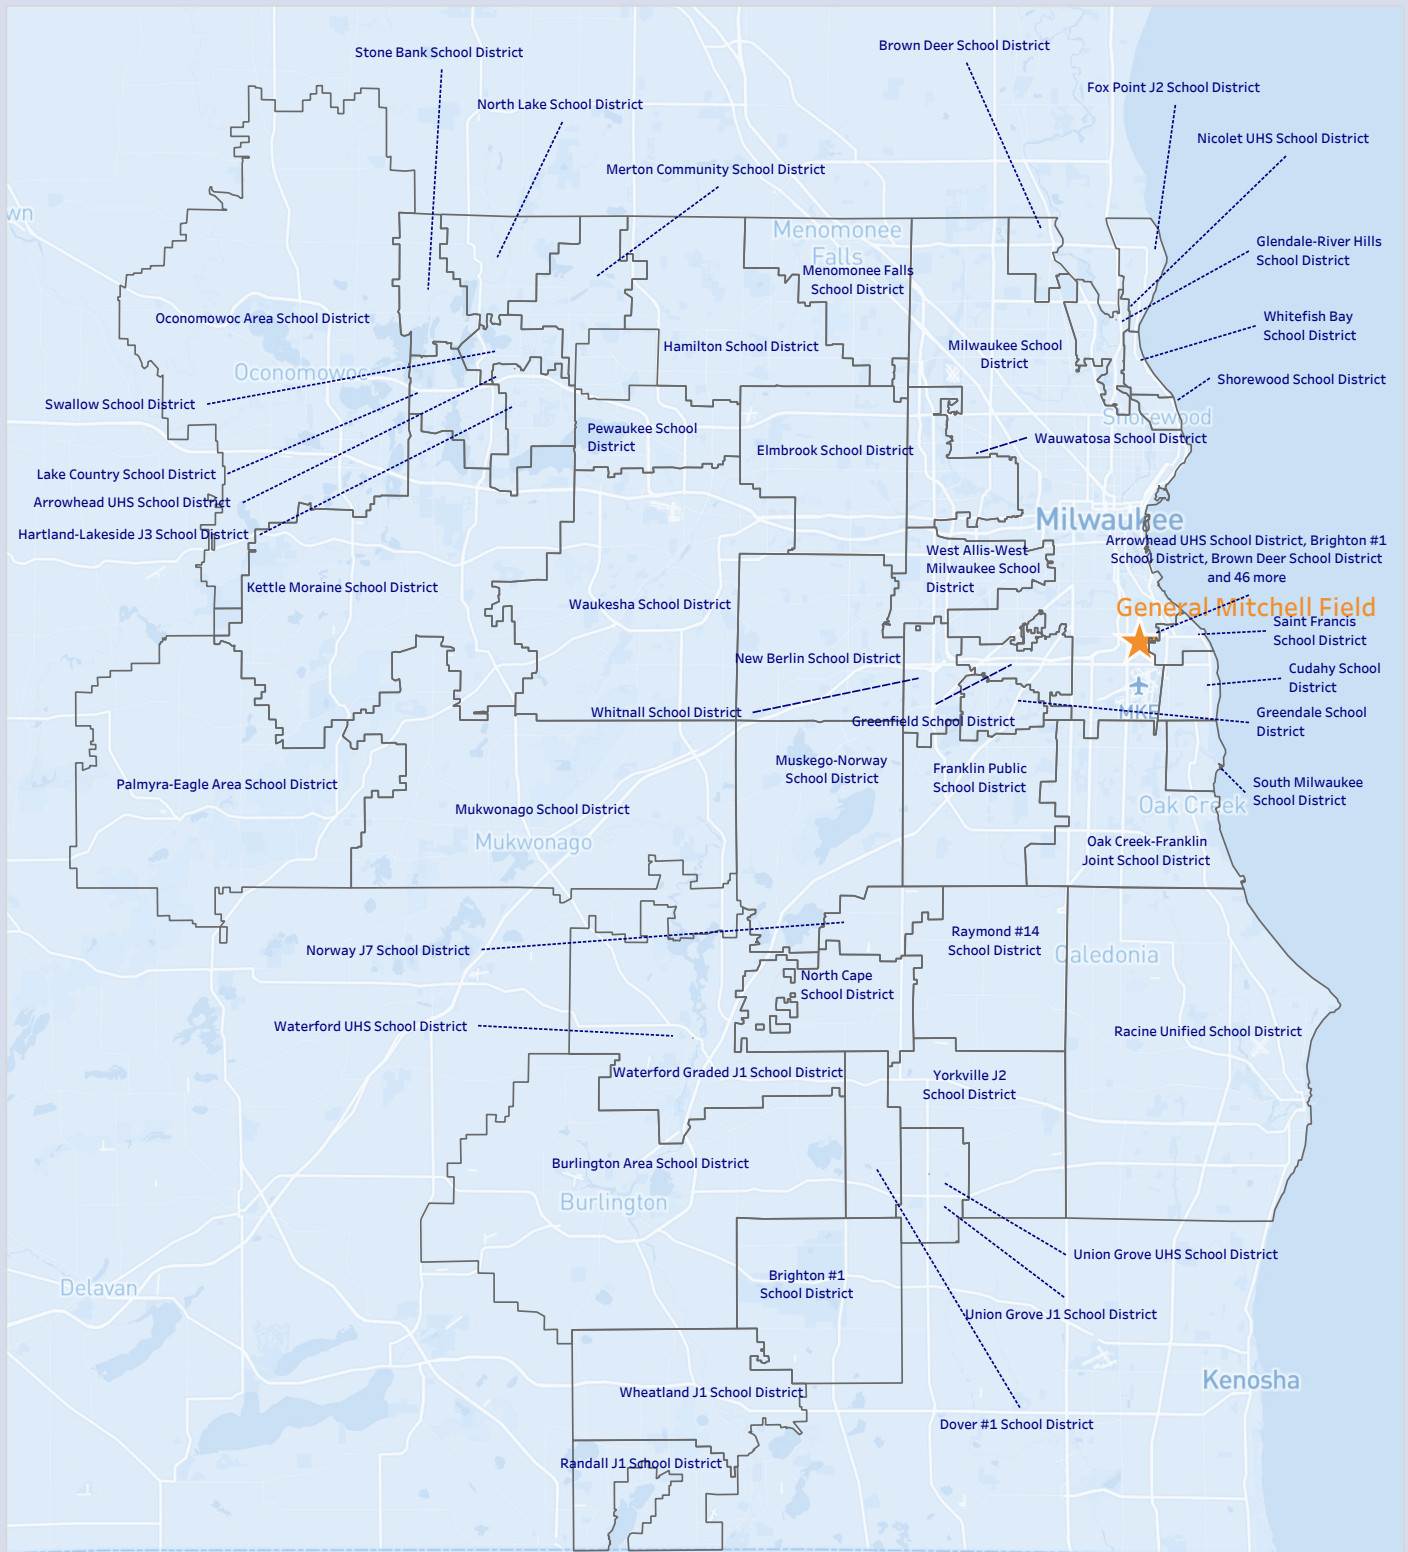 Stone Bank School District
Brown Deer School District
Fox Point J2 School District
North Lake School District
Nicolet UHS School District
Merton Community School District
wn
Menomonee
Falls
Glendale-River Hills
School District
Menomonee Falls
School District
Oconomowoc Area School District
Whitefish Bay
School District
Hamilton School District
Milwaukee School
District
Oconomowoc
Shorewood School District
Swallow School District
Shorewood
Pewaukee School
District
Wauwatosa School District
Elmbrook School District
Lake Country School District
Arrowhead UHS School District
Milwaukee
Hartland-Lakeside J3 School District
Arrowhead UHS School District, Brighton #1
School District, Brown Deer School District
and 46 more
West Allis-West
Milwaukee School
District
Kettle Moraine School District
Waukesha School District
General Mitchell Field
Saint Francis
School District
New Berlin School District
Cudahy School
District
Whitnall School District
MKE
Greenfield School District
Greendale School
District
Muskego-Norway
School District
Franklin Public
School District
Palmyra-Eagle Area School District
South Milwaukee
School District
Mukwonago School District
Oak Creek
Mukwonago
Oak Creek-Franklin
Joint School District
Norway J7 School District
Raymond #14
School District
Caledonia
North Cape
School District
Waterford UHS School District
Racine Unified School District
Waterford Graded J1 School District
Yorkville J2
School District
Burlington Area School District
Burlington
Union Grove UHS School District
Delavan
Brighton #1
School District
Union Grove J1 School District
Kenosha
Wheatland J1 School District
Dover #1 School District
Randall J1 School District